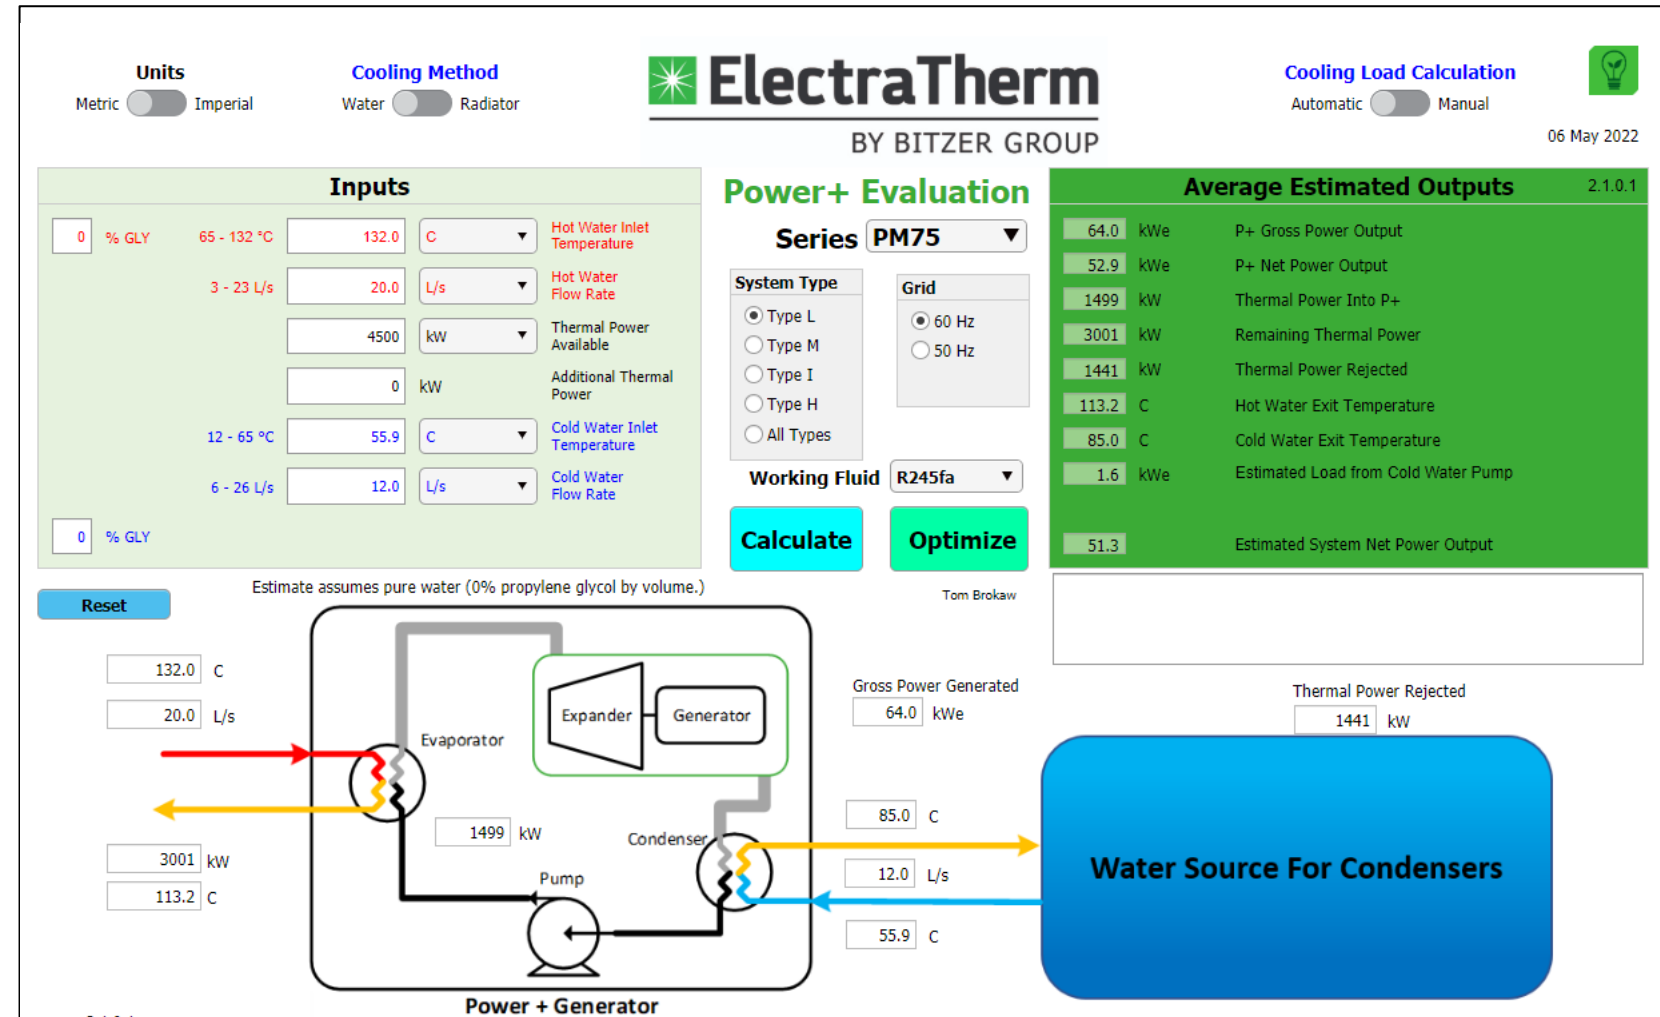 Units
Metric Imperial
Cooling Method
Water Radiator
ElectraTherm
BY BITZER GROUP
Cooling Load Calculation
Automatic Manual
06 May 2022
Inputs
0 % GLY 65 - 132 °C 132.0 C Hot Water Inlet
Temperature
3 - 23 L/s 20.0 L/s Hot Water
Flow Rate
4500 kW Thermal Power
Available
0 kW Additional Thermal
Power
12 - 65 °C 55.9 C Cold Water Inlet
Temperature
6 - 26 L/s 12.0 L/s Cold Water
Flow Rate
0 % GLY
Power+ Evaluation
Series PM75
System Type
Type L
Type M
Type I
Type H
All Types
Grid
60 Hz
50 Hz
Working Fluid R245fa
Calculate Optimize
Average Estimated Outputs 2.1.0.1
64.0 kWe P+ Gross Power Output
52.9 kWe P+ Net Power Output
1499 kW Thermal Power Into P+
3001 kW Remaining Thermal Power
1441 kW Thermal Power Rejected
113.2 C Hot Water Exit Temperature
85.0 C Cold Water Exit Temperature
1.6 kWe Estimated Load from Cold Water Pump
51.3 Estimated System Net Power Output
Estimate assumes pure water (0% propylene glycol by volume.)
Tom Brokaw
Reset
132.0 C
20.0 L/s
Evaporator
Expander Generator
Gross Power Generated
64.0 kWe
Thermal Power Rejected
1441 kW
1499 kW
Condenser
Pump
85.0 C
12.0 L/s
55.9 C
3001 kW
113.2 C
Water Source For Condensers
Power + Generator